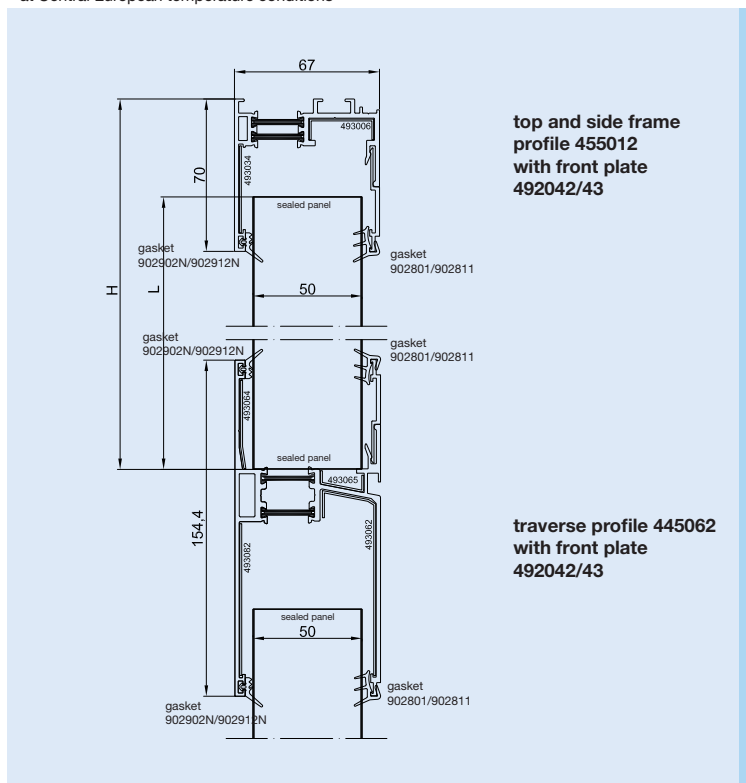 at Central European temperature conditions
67
493006
top and side frame
profile 455012
with front plate
492042/43
70
493034
sealed panel
gasket
902902N/902912N
gasket
902801/902811
50
H
L
gasket
902902N/902912N
gasket
902801/902811
493064
sealed panel
493065
154,4
493082
493062
traverse profile 445062
with front plate
492042/43
sealed panel
50
gasket
902902N/902912N
gasket
902801/902811